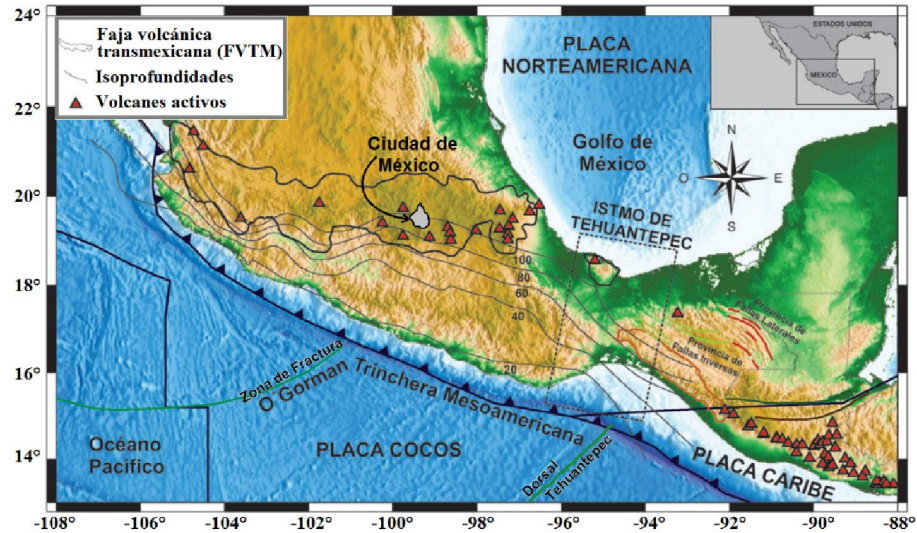 24°
22°
20°
18°
16°
14°
Faja volcánica
transmexicana (FVTM)
Isoprofundidades
Volcanes activos
PLACA
NORTEAMERICANA
ESTADOS UNIDOS
MÉXICO
Ciudad de
México
Golfo de
México
N
O
E
S
ISTMO DE
TEHUANTEPEC
100
80
60
40
20
Provincia de
Fallas Laterales
Provincia de
Fallas Inversas
Zona de Fractura
O Gorman
Trinchera Mesoamericana
Océano
Pacífico
PLACA COCOS
Dorsal
Tehuantepec
PLACA CARIBE
-108°
-106°
-104°
-102°
-100°
-98°
-96°
-94°
-92°
-90°
-88°